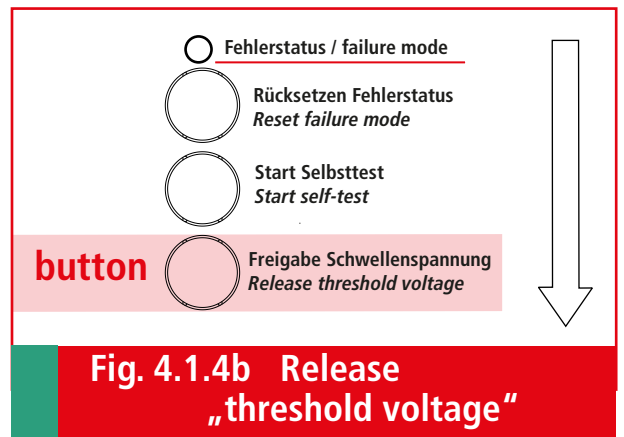 Fehlerstatus / failure mode
Rücksetzen Fehlerstatus
Reset failure mode
Start Selbsttest
Start self-test
button
Freigabe Schwellenspannung
Release threshold voltage
Fig. 4.1.4b Release
„threshold voltage“